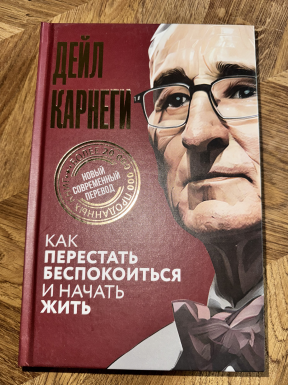 ДЕЙЛ
КАРНЕГИ
НОВЫЙ
СОВРЕМЕННЫЙ
ПЕРЕВОД
КАК
ПЕРЕСТАТЬ
БЕСПОКОИТЬСЯ
И НАЧАТЬ
ЖИТЬ